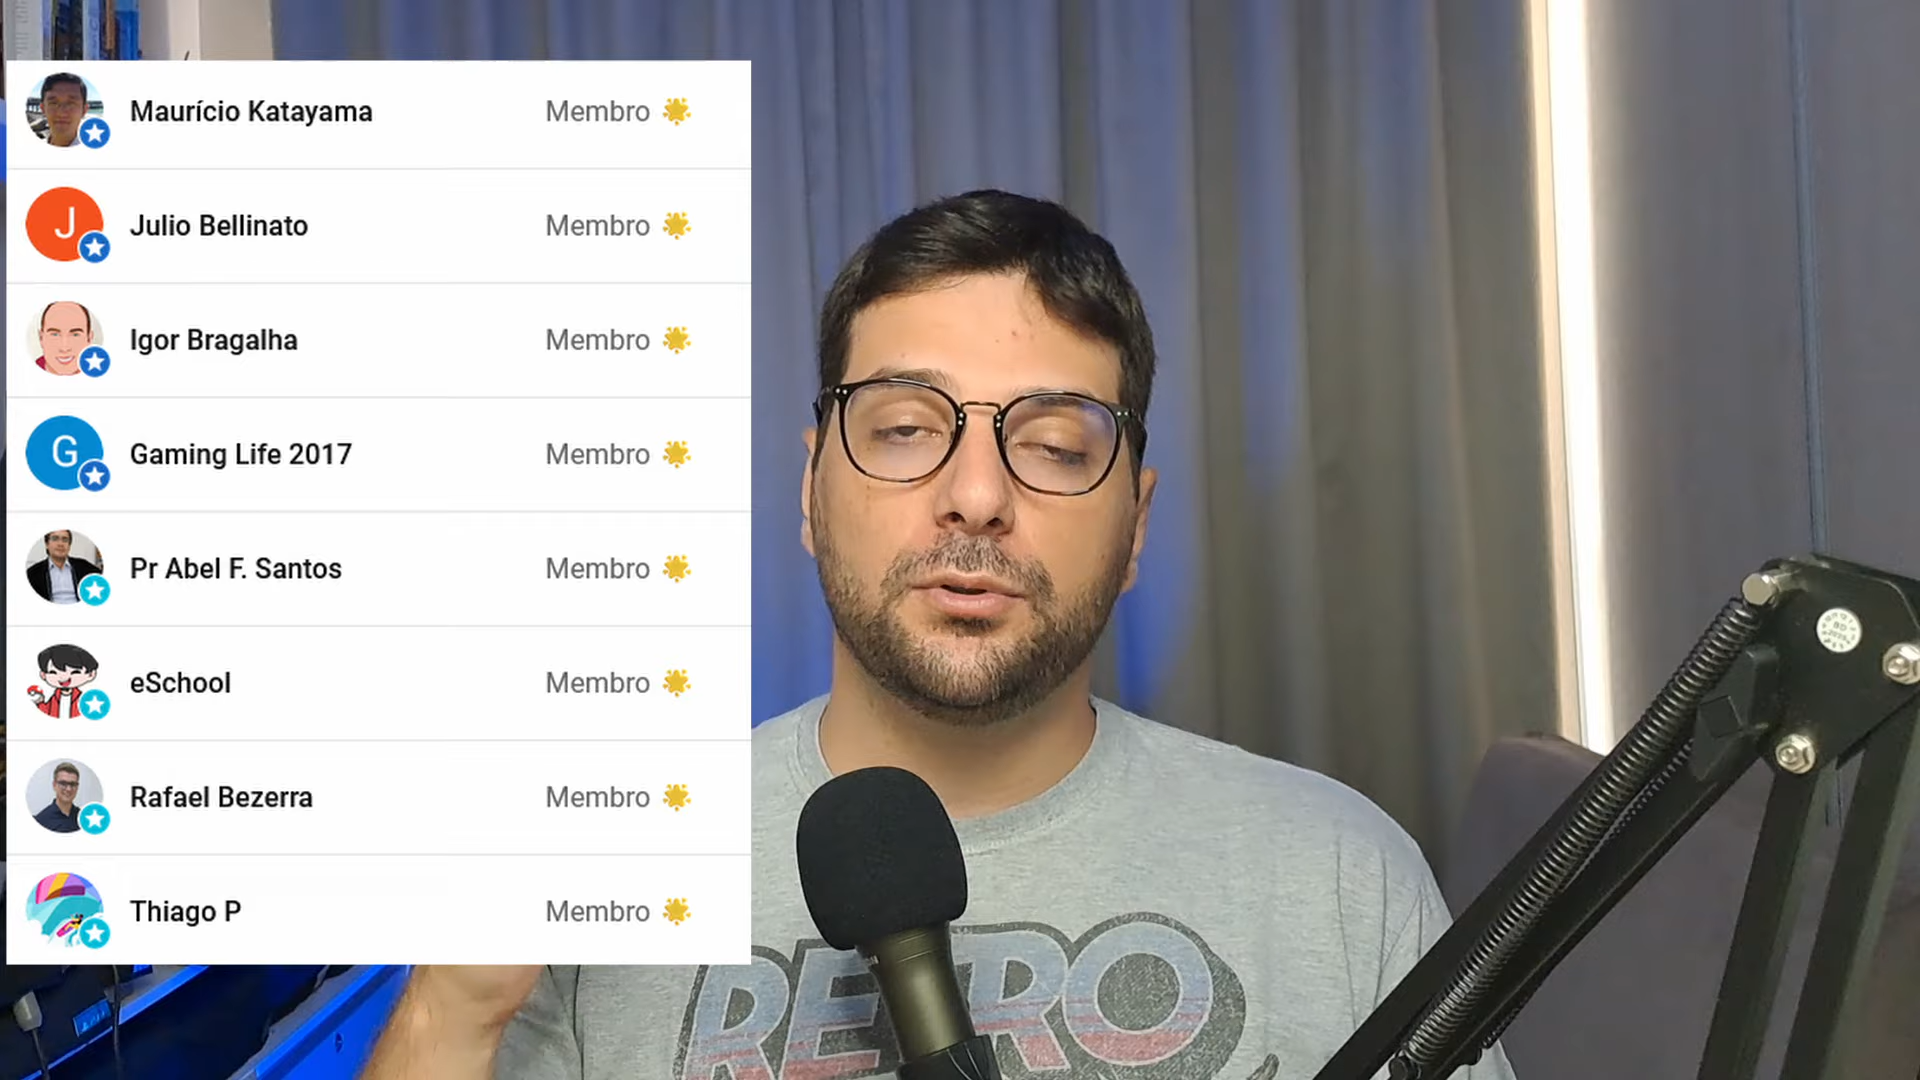 Maurício Katayama Membro
J Julio Bellinato Membro
Igor Bragalha Membro
G Gaming Life 2017 Membro
Pr Abel F. Santos Membro
eSchool Membro
Rafael Bezerra Membro
Thiago P Membro
RETRO